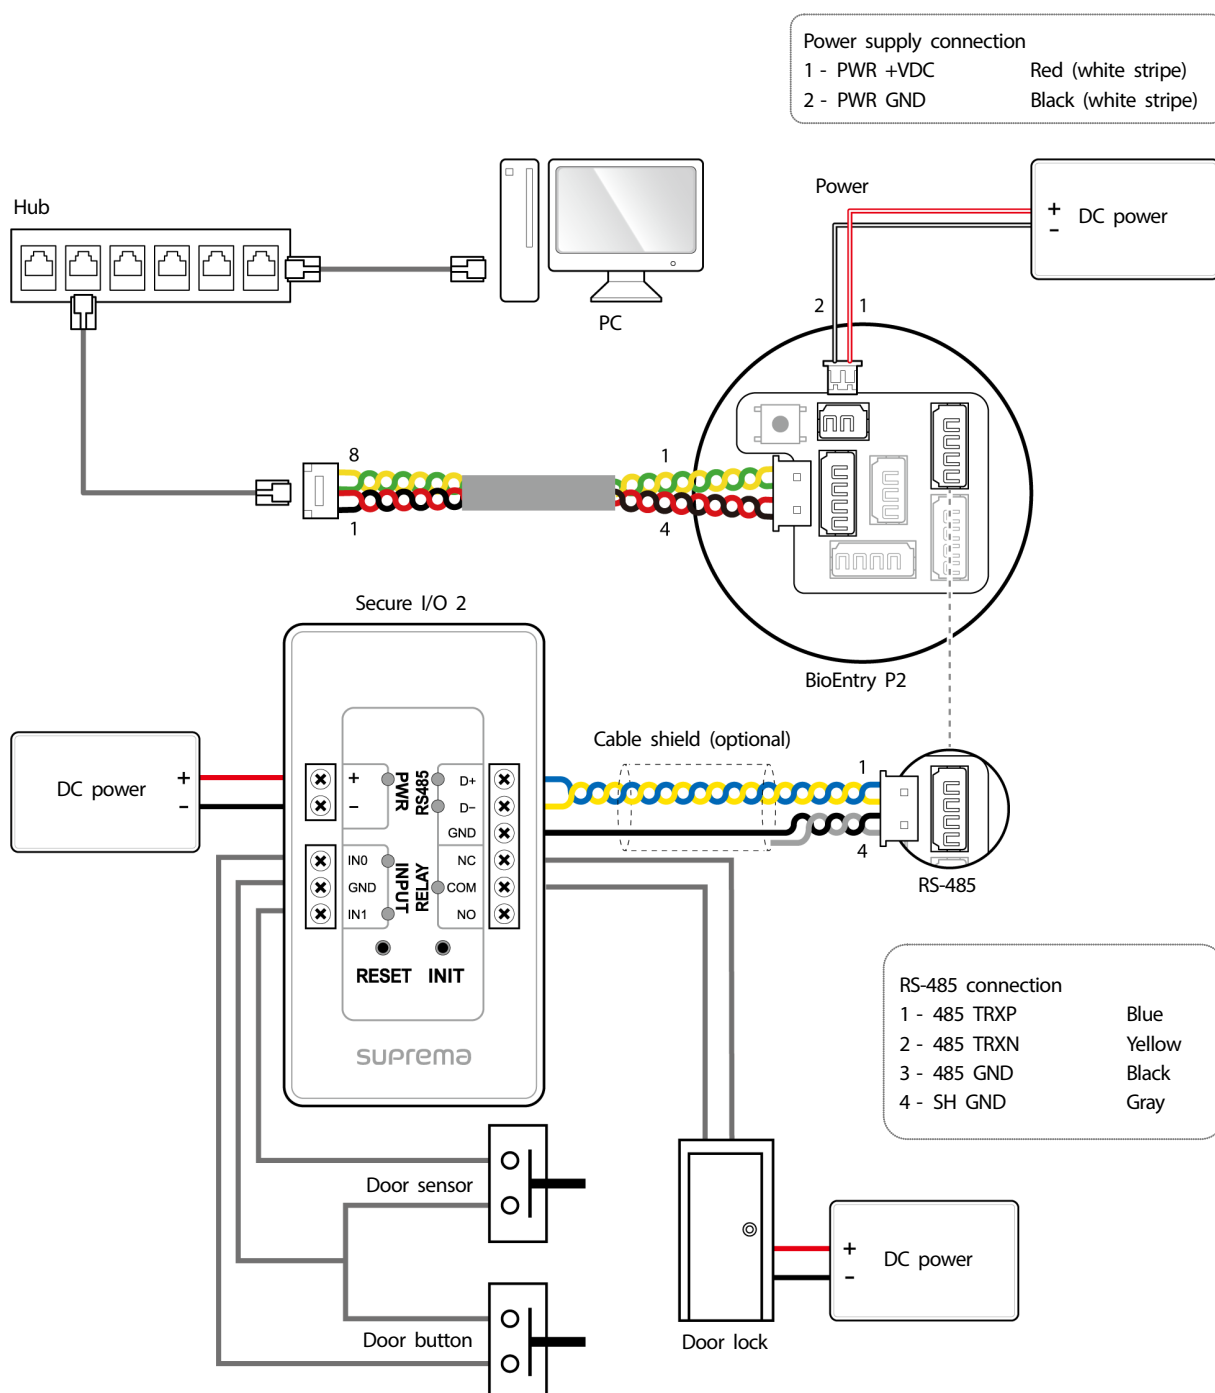 Power supply connection
1 - PWR +VDC Red (white stripe)
2 - PWR GND Black (white stripe)
Hub
PC
Power
+
-
DC power
2 1
8 1
1 4
BioEntry P2
Secure I/O 2
DC power
+
-
+
-
PWR
RS485
D+
D-
GND
IN0
GND
IN1
INPUT
RELAY
NC
COM
NO
RESET INIT
suprema
Cable shield (optional)
1
4
RS-485
RS-485 connection
1 - 485 TRXP Blue
2 - 485 TRXN Yellow
3 - 485 GND Black
4 - SH GND Gray
Door sensor
Door button
Door lock
+
-
DC power